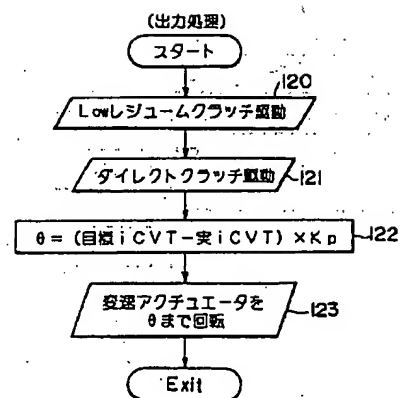 (出力処理)
スタート
120
Lowレジュームクラッチ駆動
ダイレクトクラッチ駆動
121
θ = (目標iCVT-実iCVT)×Kp
122
変速アクチュエータを
θまで回転
123
Exit